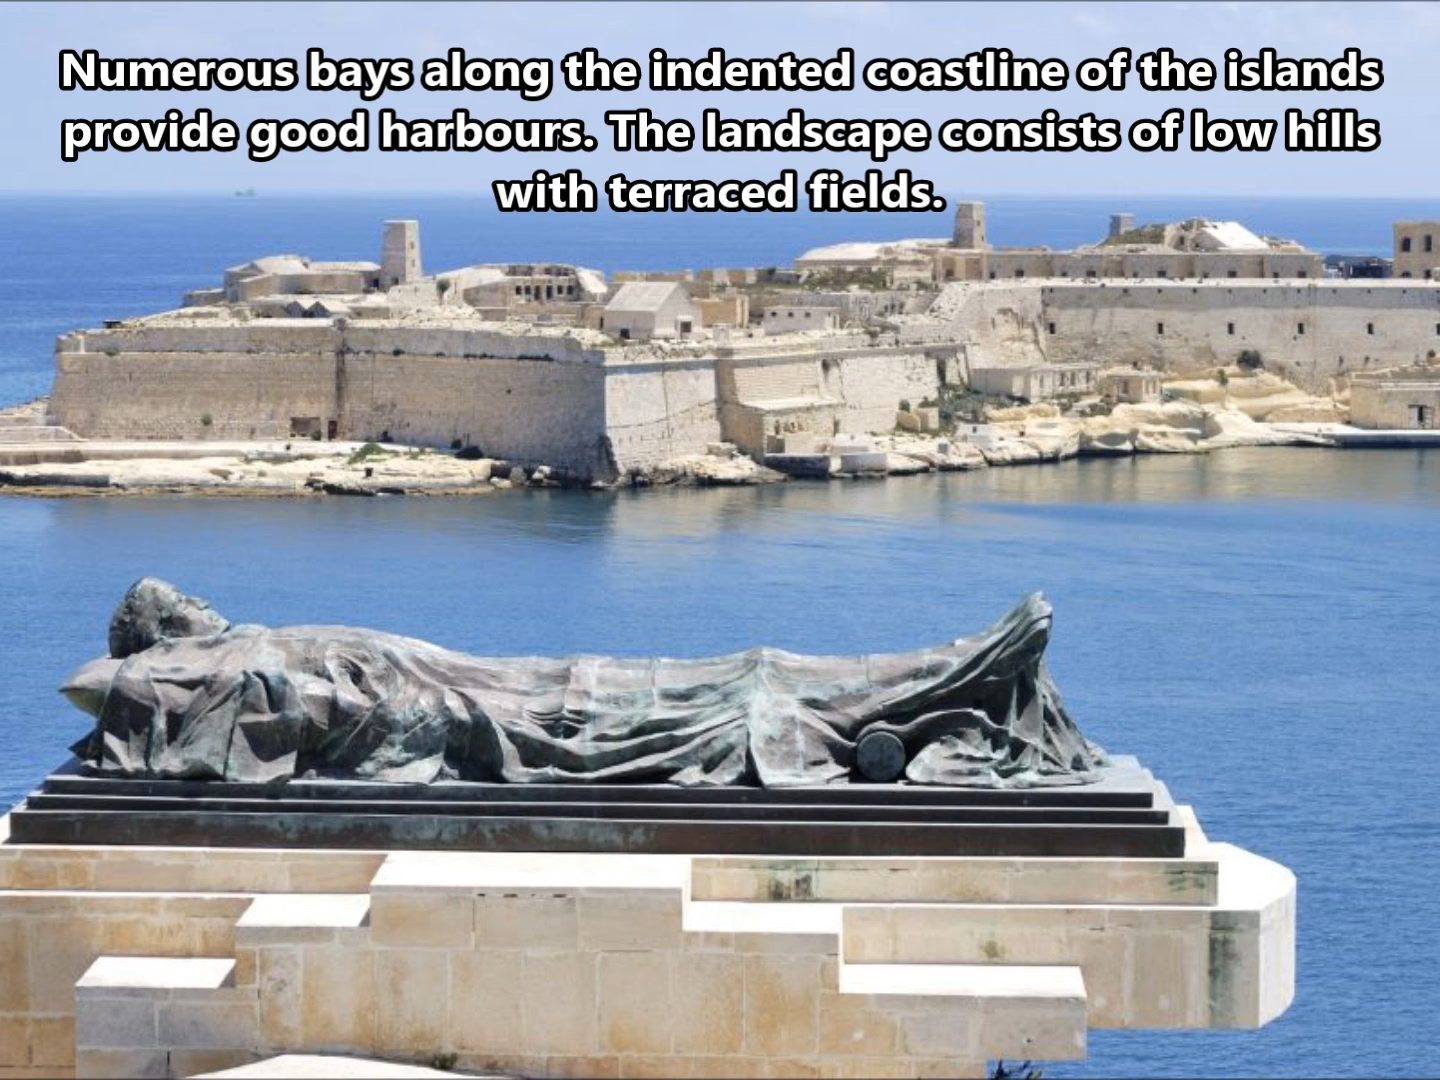 Numerous bays along the indented coastline of the islands
provide good harbours. The landscape consists of low hills
with terraced fields.